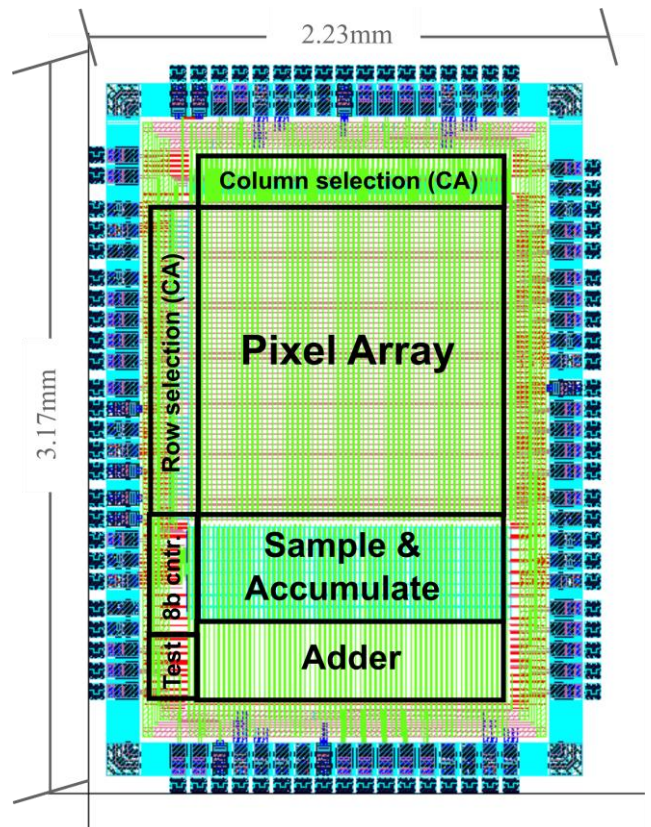 2.23mm
3.17mm
Column selection (CA)
Row selection (CA)
Pixel Array
8b cntr.
Sample &
Accumulate
Test
Adder